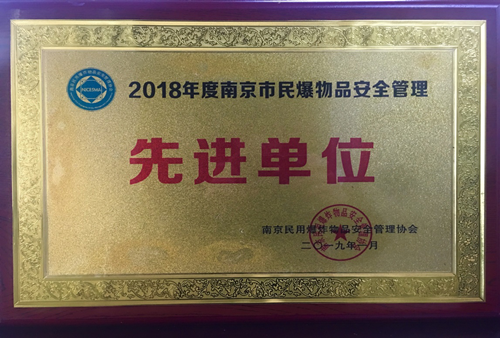 2018年度南京市民爆物品安全管理
先进单位
南京民用爆炸物品安全管理协会
二〇一九年一月